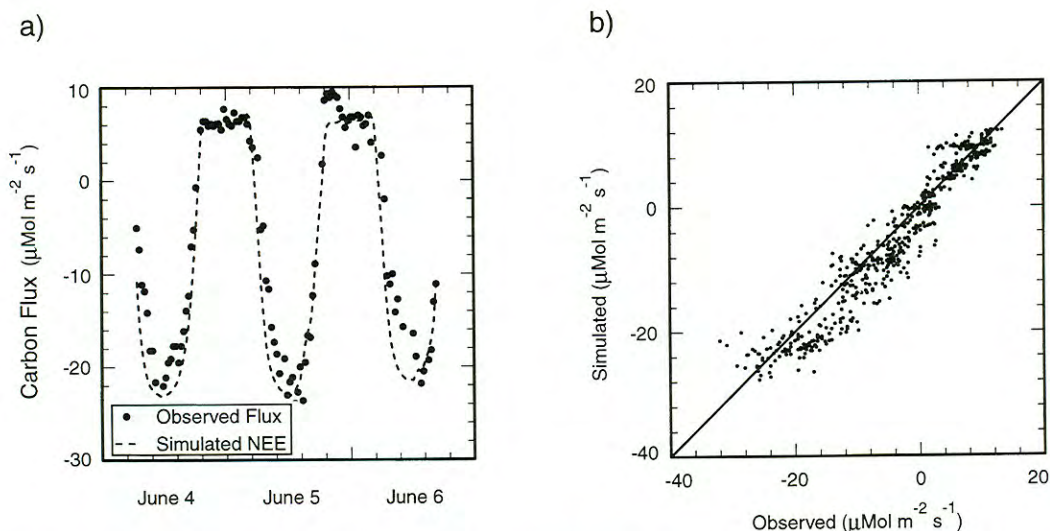 a)
10
0
-10
-20
-30
Carbon Flux (μMol m-2 s-1)
Observed Flux
Simulated NEE
June 4
June 5
June 6
b)
20
0
-20
-40
Simulated (μMol m-2 s-1)
-40
-20
0
20
Observed (μMol m-2 s-1)